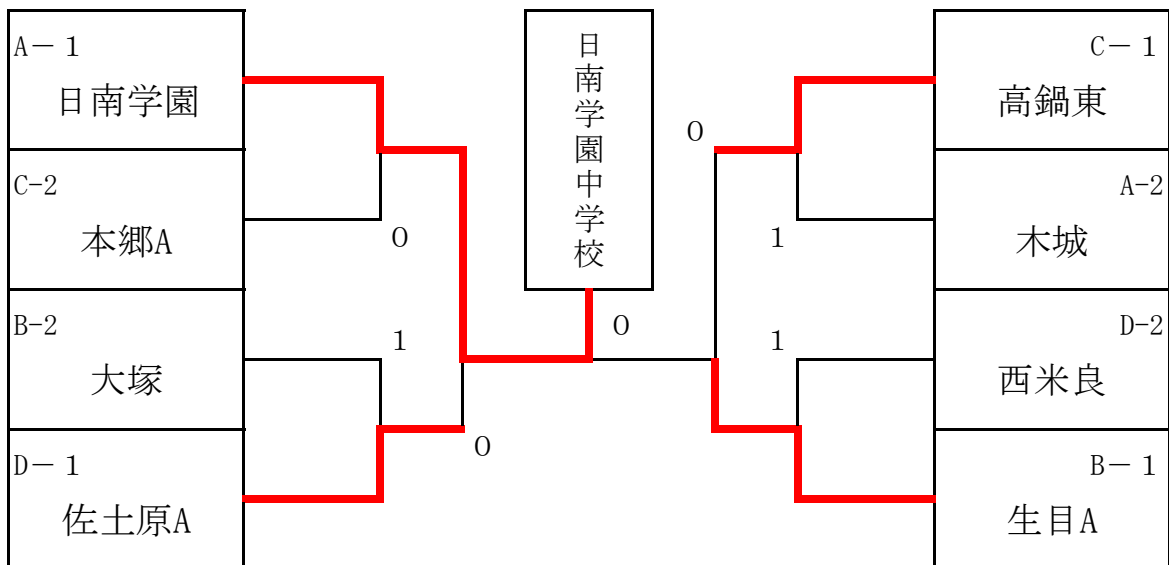 A－１
日南学園
C-2
本郷A
B-2
大塚
D－１
佐土原A
０
１
０
日南学園中学校
０
０
１
１
C－１
高鍋東
A-2
木城
D-2
西米良
B－１
生目A